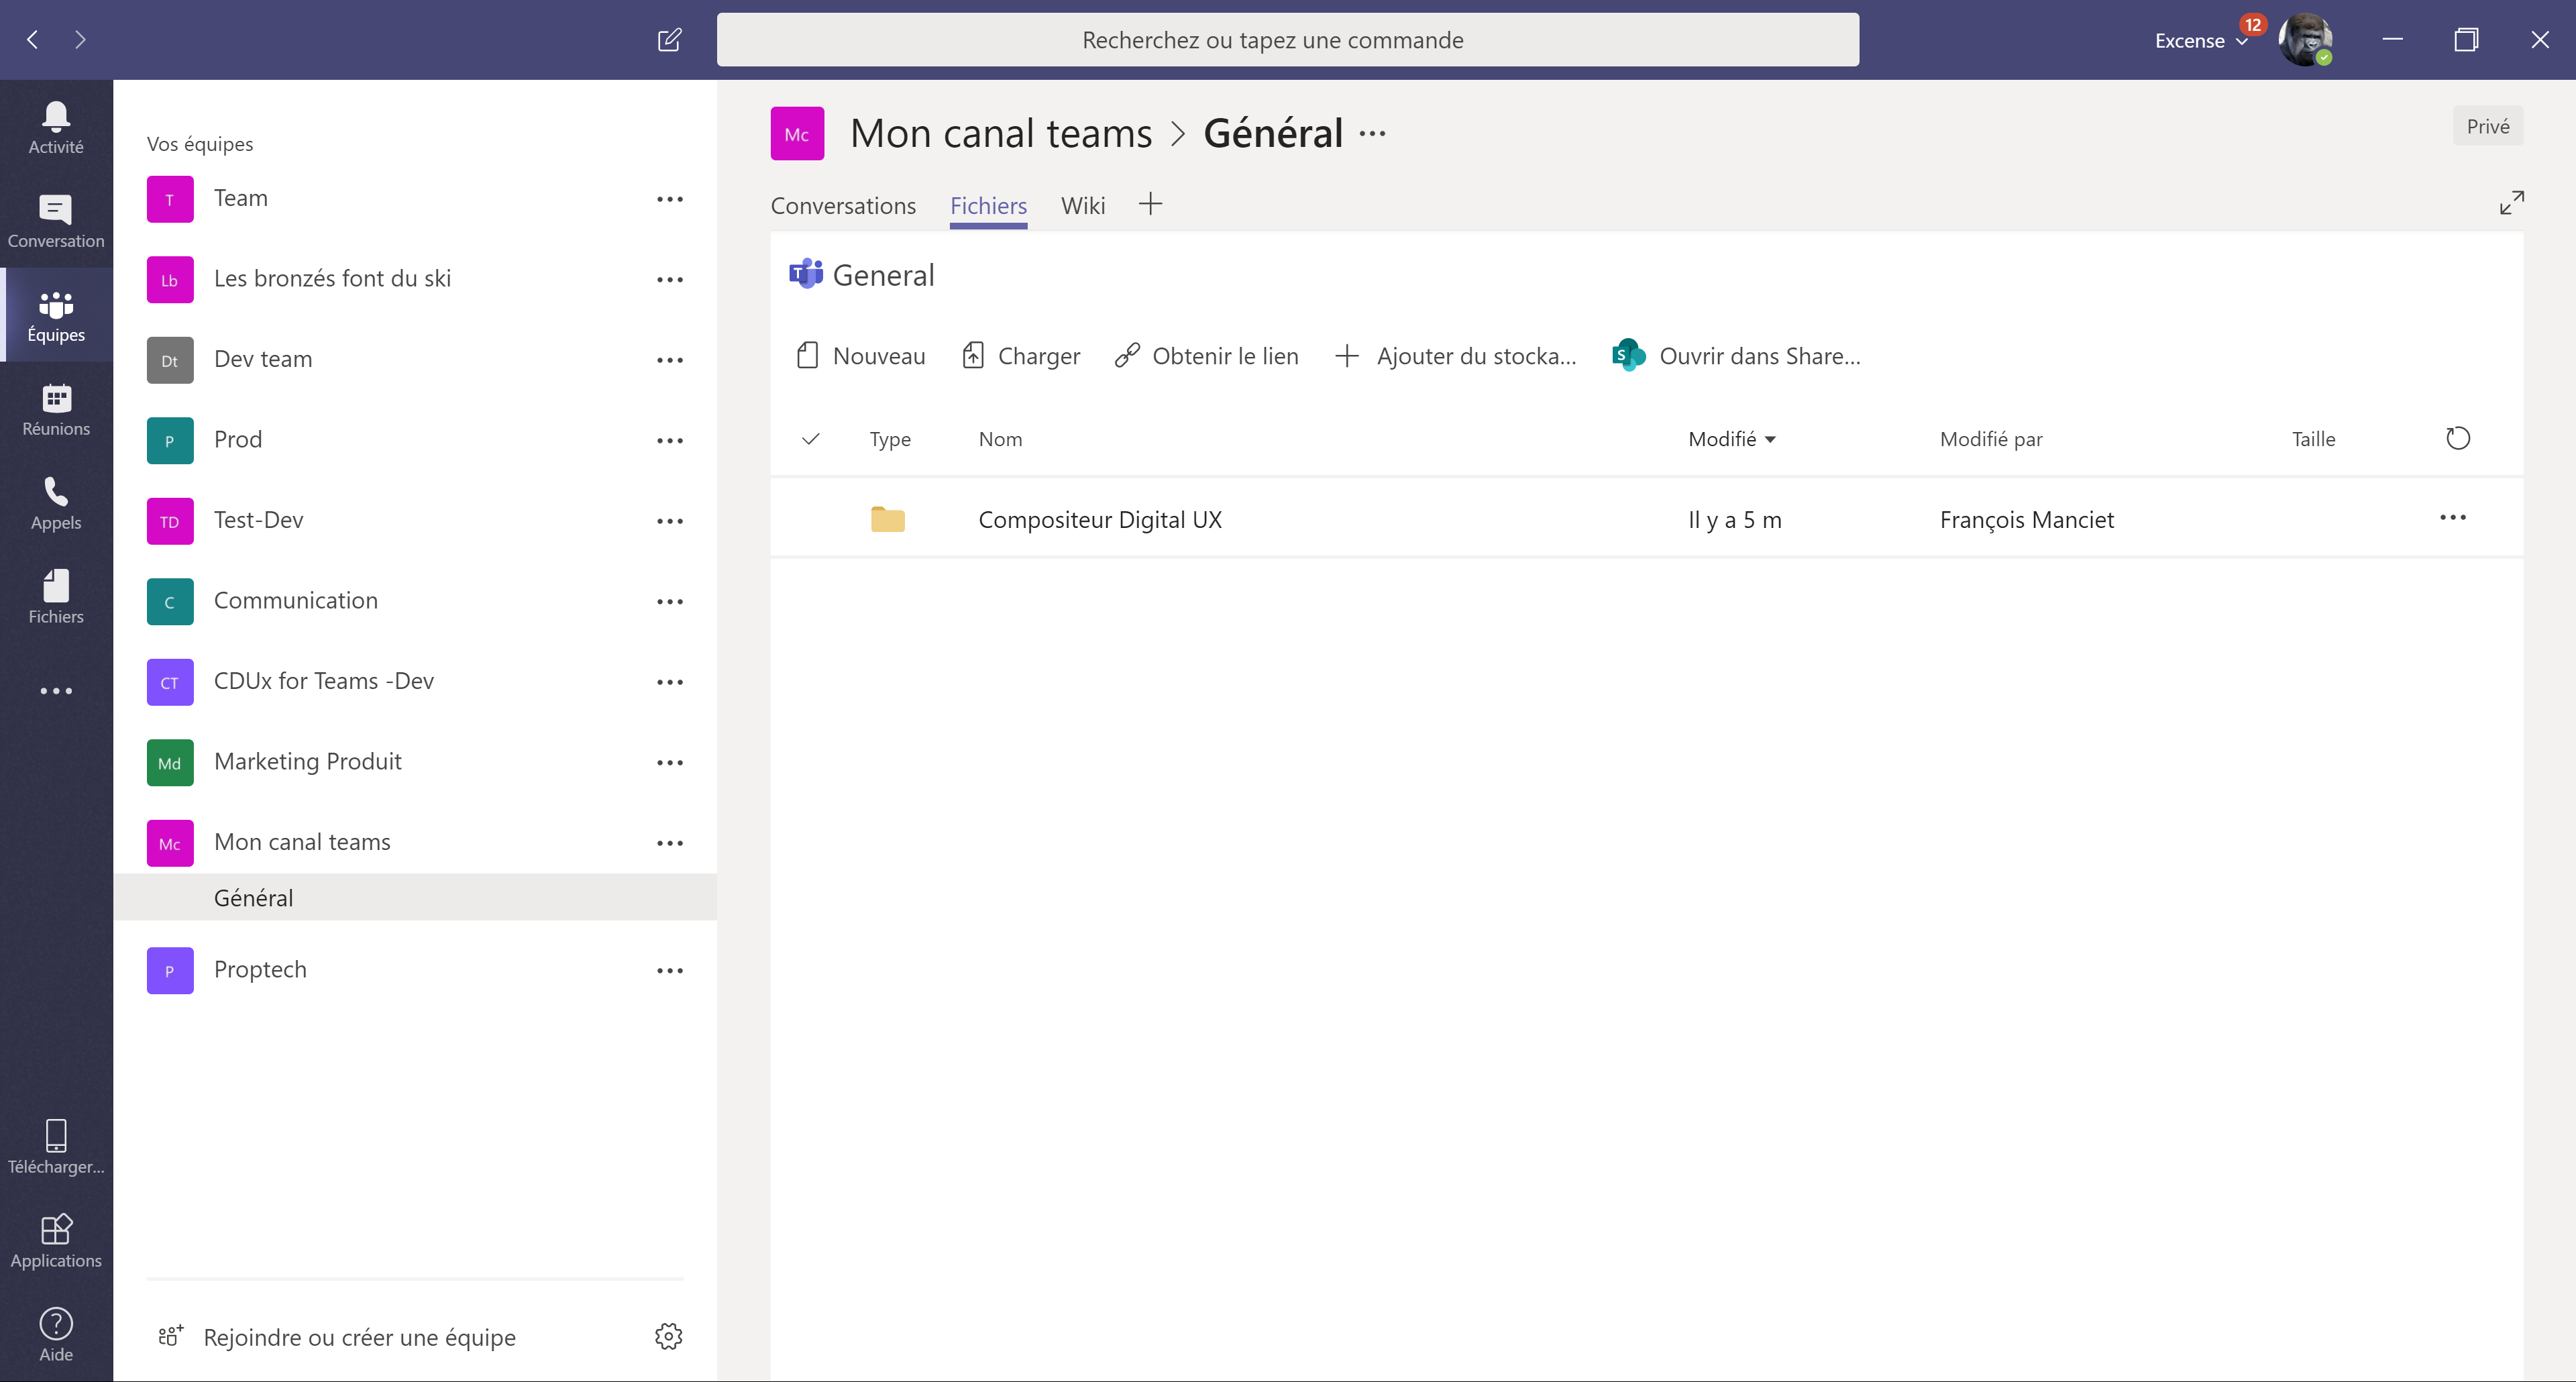 Recherchez ou tapez une commande
Excense
12
Activité
Conversation
Équipes
Réunions
Appels
Fichiers
Télécharger...
Applications
Aide
Vos équipes
T Team
Lb Les bronzés font du ski
Dt Dev team
P Prod
TD Test-Dev
C Communication
CT CDUx for Teams -Dev
Md Marketing Produit
Mc Mon canal teams
Général
P Proptech
Rejoindre ou créer une équipe
Mc Mon canal teams > Général
Privé
Conversations Fichiers Wiki
T General
Nouveau Charger Obtenir le lien Ajouter du stocka... S Ouvrir dans Share...
Type Nom Modifié Modifié par Taille
Compositeur Digital UX Il y a 5 m François Manciet